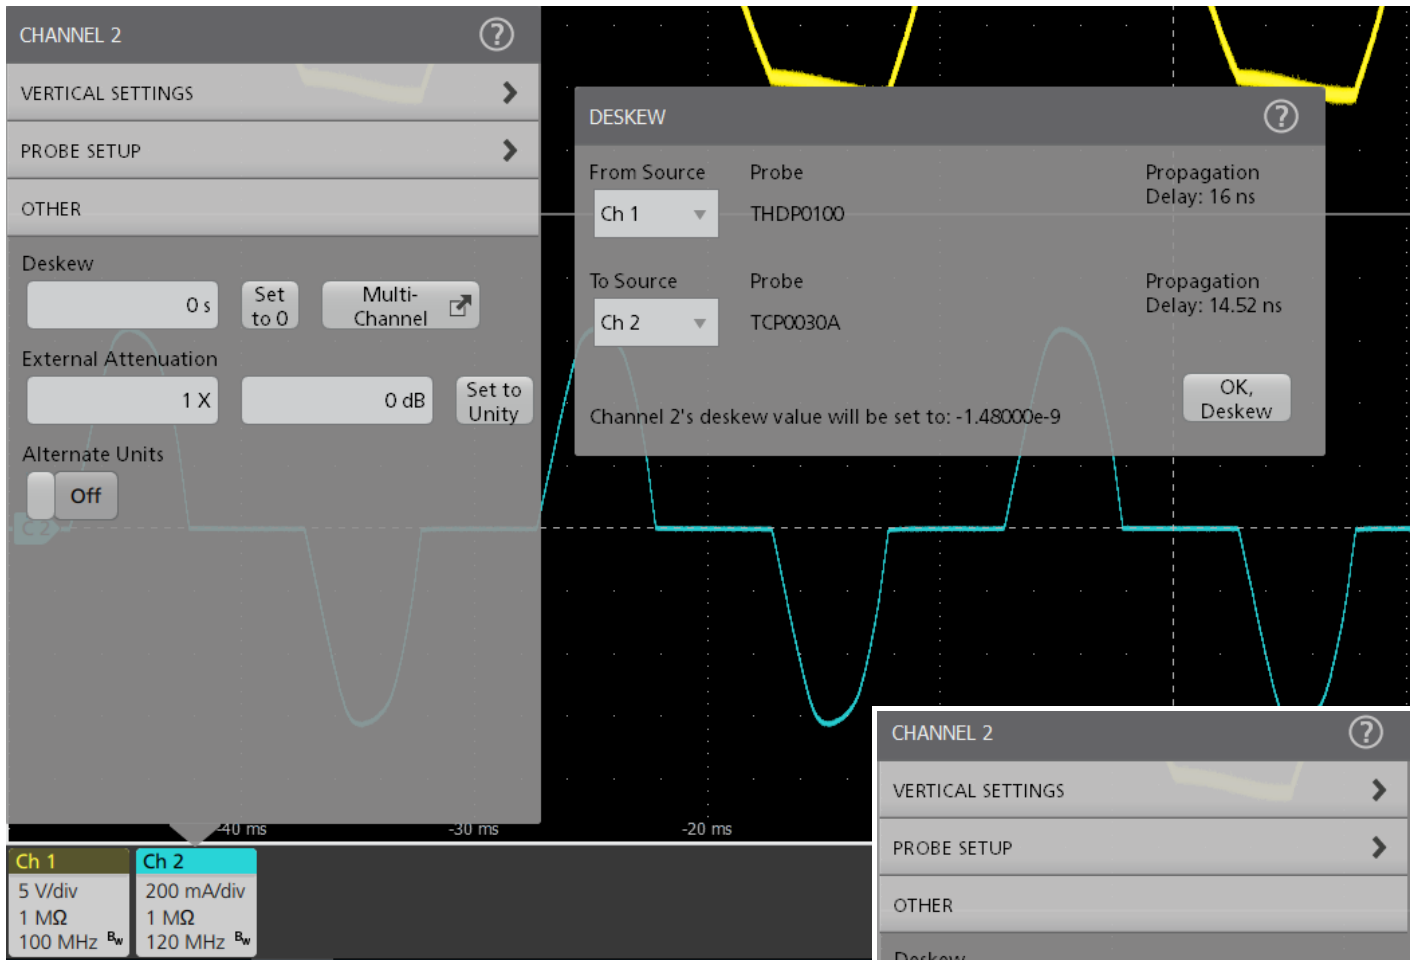 CHANNEL 2
?
VERTICAL SETTINGS
PROBE SETUP
OTHER
Deskew
0 s
Set to 0
Multi-Channel
External Attenuation
1 X
0 dB
Set to Unity
Alternate Units
Off
C 2
DESKEW
?
From Source
Probe
Propagation
Delay: 16 ns
Ch 1
THDP0100
To Source
Probe
Propagation
Delay: 14.52 ns
Ch 2
TCP0030A
Channel 2's deskew value will be set to: -1.48000e-9
OK, Deskew
-40 ms
-30 ms
-20 ms
Ch 1
5 V/div
1 MΩ
100 MHz Bw
Ch 2
200 mA/div
1 MΩ
120 MHz Bw
CHANNEL 2
?
VERTICAL SETTINGS
PROBE SETUP
OTHER
Deskew